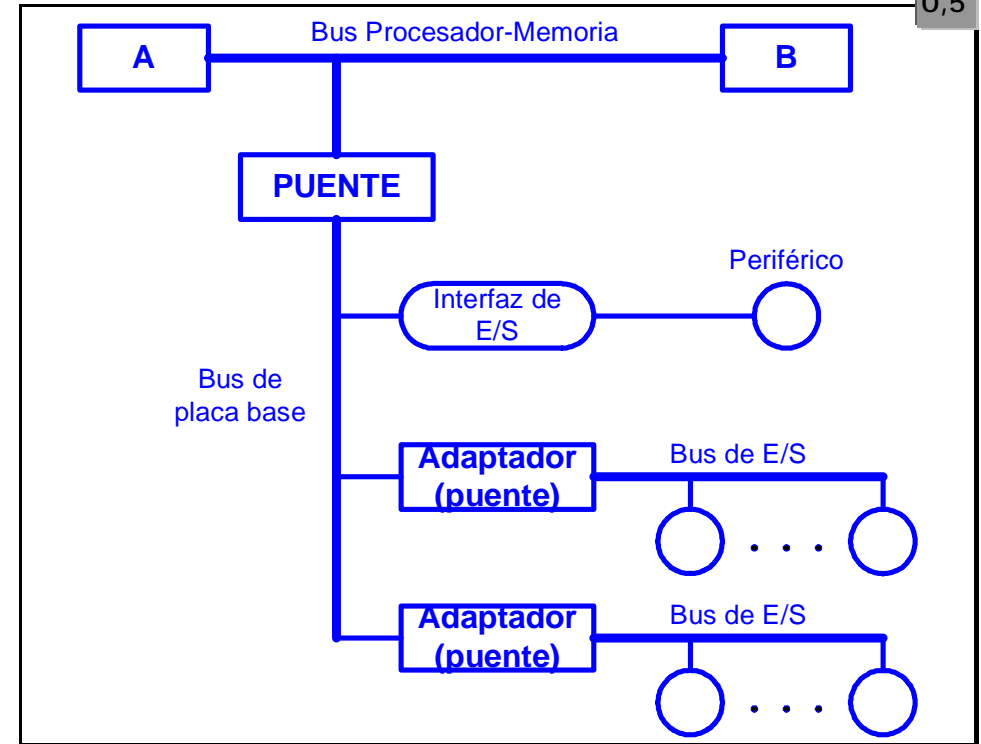 0,5
Bus Procesador-Memoria
A
B
PUENTE
Periférico
Interfaz de
E/S
Bus de
placa base
Adaptador
(puente)
Bus de E/S
. . .
Adaptador
(puente)
Bus de E/S
. . .